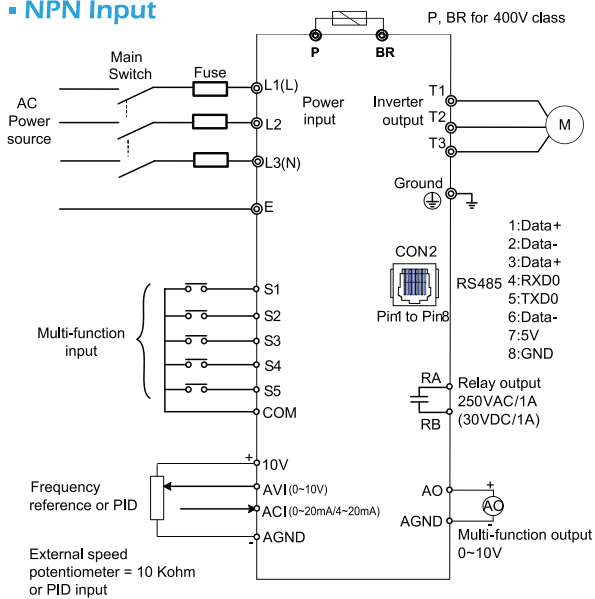 ▪ NPN Input
P, BR for 400V class
P
BR
Main
Switch
Fuse
AC
Power
source
L1(L)
L2
L3(N)
E
Power
input
Inverter
output
T1
T2
T3
M
Ground
CON2
Pin1 to Pin8
RS485
1:Data+
2:Data-
3:Data+
4:RXD0
5:TXD0
6:Data-
7:5V
8:GND
Multi-function
input
S1
S2
S3
S4
S5
COM
RA
RB
Relay output
250VAC/1A
(30VDC/1A)
+
10V
AVI(0~10V)
ACI(0~20mA/4~20mA)
-
AGND
Frequency
reference or PID
External speed
potentiometer = 10 Kohm
or PID input
AO
AGND
+
AO
-
Multi-function output
0~10V